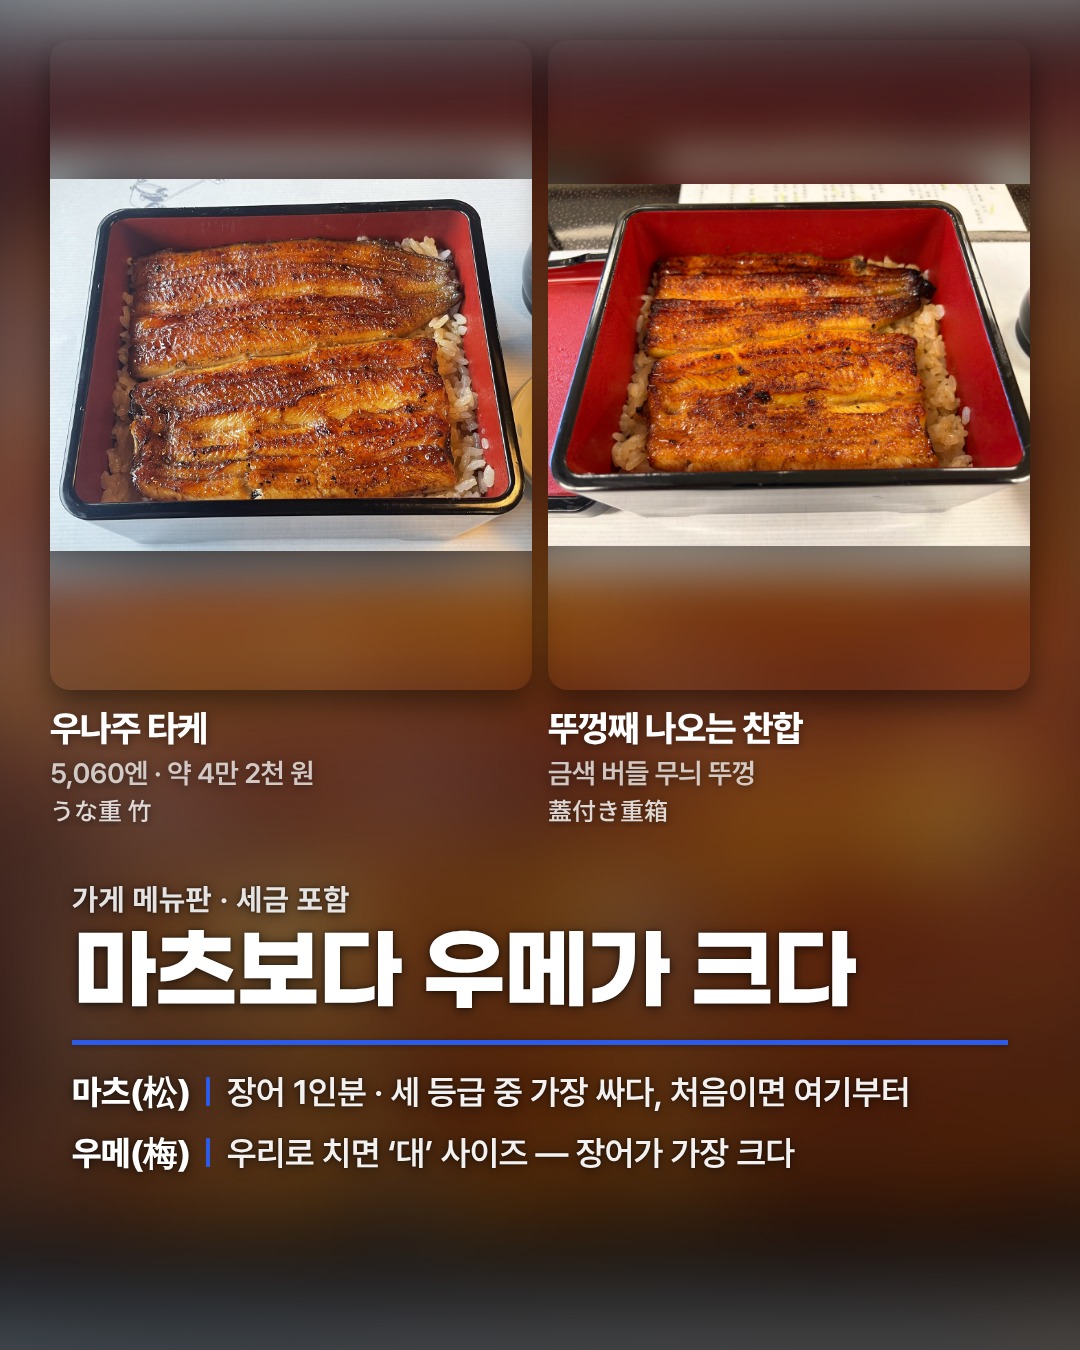 우나주 타케
5,060엔 · 약 4만 2천 원
うな重 竹
뚜껑째 나오는 찬합
금색 버들 무늬 뚜껑
蓋付き重箱
가게 메뉴판 · 세금 포함
마츠보다 우메가 크다
마츠(松) | 장어 1인분 · 세 등급 중 가장 싸다, 처음이면 여기부터
우메(梅) | 우리로 치면 ‘대’ 사이즈 — 장어가 가장 크다